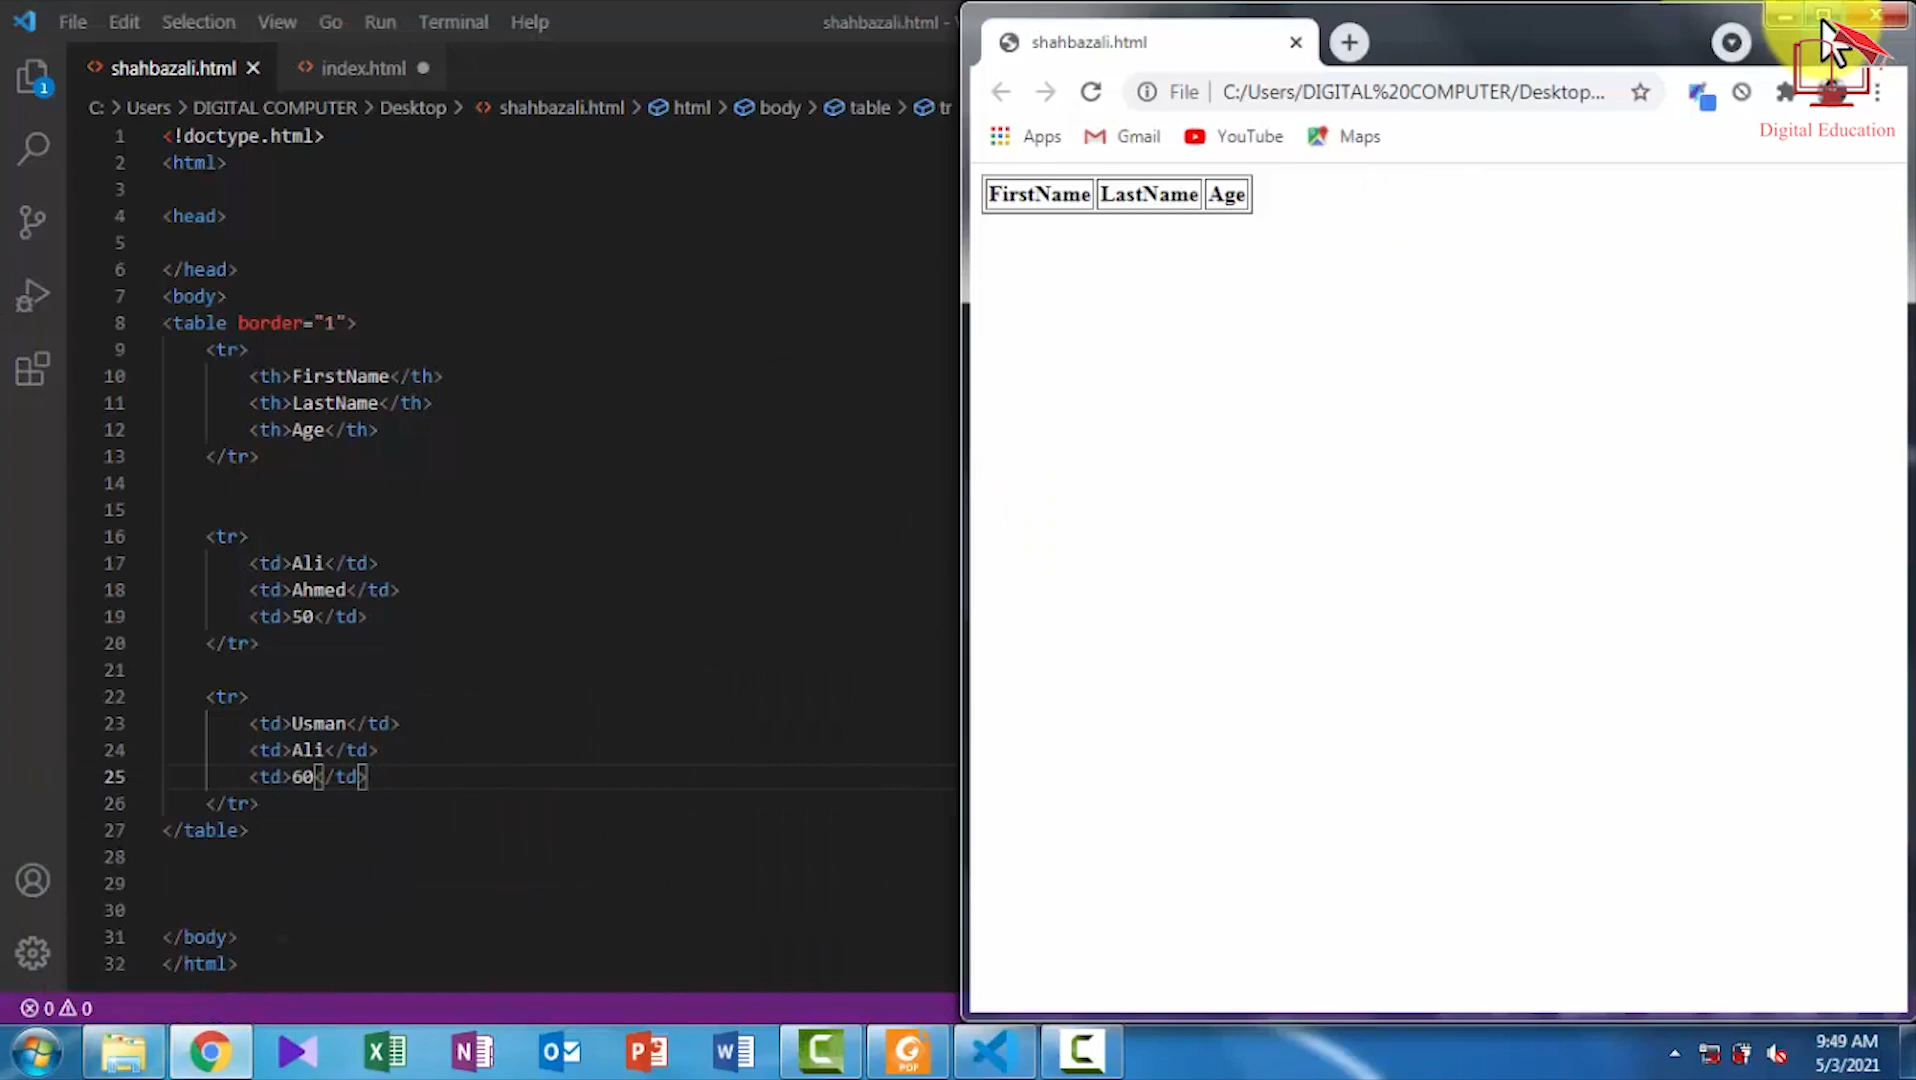 File Edit Selection View Go Run Terminal Help shahbazali.html -
shahbazali.html
index.html
C: > Users > DIGITAL COMPUTER > Desktop > shahbazali.html > html > body > table > tr
1 <!doctype.html>
2 <html>
3
4 <head>
5
6 </head>
7 <body>
8 <table border="1">
9 <tr>
10 <th>FirstName</th>
11 <th>LastName</th>
12 <th>Age</th>
13 </tr>
14
15
16 <tr>
17 <td>Ali</td>
18 <td>Ahmed</td>
19 <td>50</td>
20 </tr>
21
22 <tr>
23 <td>Usman</td>
24 <td>Ali</td>
25 <td>60</td>
26 </tr>
27 </table>
28
29
30
31 </body>
32 </html>
0 0
1
shahbazali.html
File | C:/Users/DIGITAL%20COMPUTER/Desktop...
Apps Gmail YouTube Maps
Digital Education
FirstName LastName Age
9:49 AM
5/3/2021
PDF